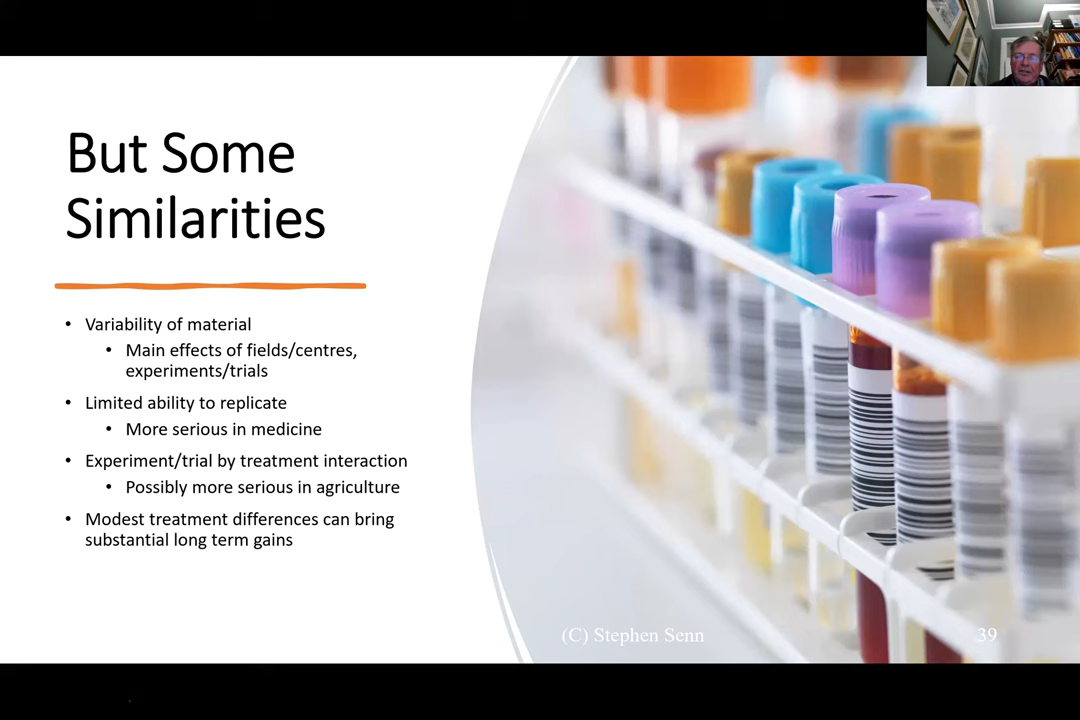 But Some
Similarities
• Variability of material
• Main effects of fields/centres,
experiments/trials
• Limited ability to replicate
• More serious in medicine
• Experiment/trial by treatment interaction
• Possibly more serious in agriculture
• Modest treatment differences can bring
substantial long term gains
(C) Stephen Senn
39